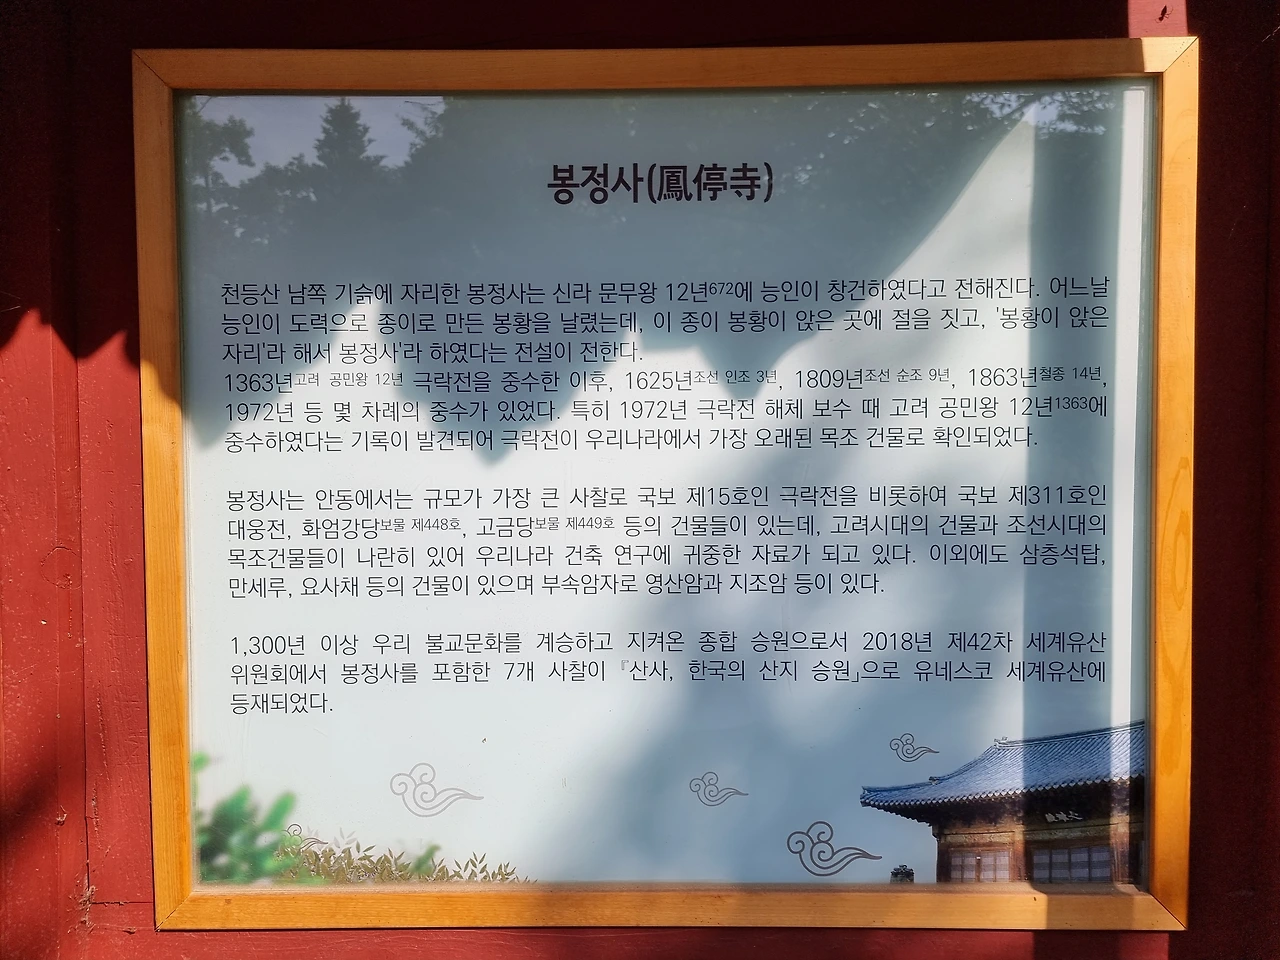 봉정사(鳳停寺)
천등산 남쪽 기슭에 자리한 봉정사는 신라 문무왕 12년672에 능인이 창건하였다고 전해진다. 어느날
능인이 도력으로 종이로 만든 봉황을 날렸는데, 이 종이 봉황이 앉은 곳에 절을 짓고, '봉황이 앉은
자리'라 해서 봉정사'라 하였다는 전설이 전한다.
1363년고려 공민왕 12년 극락전을 중수한 이후, 1625년조선 인조 3년, 1809년조선 순조 9년, 1863년철종 14년,
1972년 등 몇 차례의 중수가 있었다. 특히 1972년 극락전 해체 보수 때 고려 공민왕 12년1363에
중수하였다는 기록이 발견되어 극락전이 우리나라에서 가장 오래된 목조 건물로 확인되었다.
봉정사는 안동에서는 규모가 가장 큰 사찰로 국보 제15호인 극락전을 비롯하여 국보 제311호인
대웅전, 화엄강당보물 제448호, 고금당보물 제449호 등의 건물들이 있는데, 고려시대의 건물과 조선시대의
목조건물들이 나란히 있어 우리나라 건축 연구에 귀중한 자료가 되고 있다. 이외에도 삼층석탑,
만세루, 요사채 등의 건물이 있으며 부속암자로 영산암과 지조암 등이 있다.
1,300년 이상 우리 불교문화를 계승하고 지켜온 종합 승원으로서 2018년 제42차 세계유산
위원회에서 봉정사를 포함한 7개 사찰이 『산사, 한국의 산지 승원』으로 유네스코 세계유산에
등재되었다.